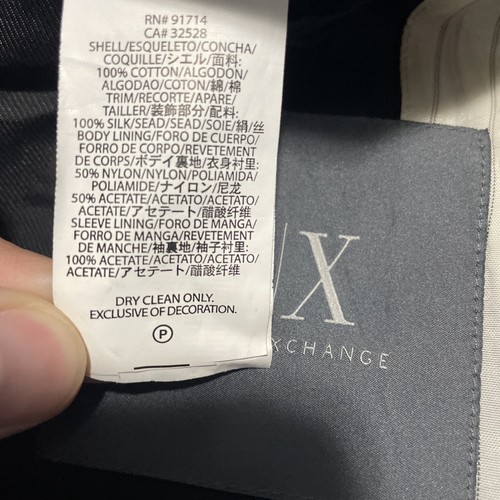 RN# 91714
CA# 32528
SHELL/ESQUELETO/CONCHA/
COQUILLE/シエル/面料:
100% COTTON/ALGODON/
ALGODAO/COTON/綿/棉
TRIM/RECORTE/APARE/
TAILLER/装飾部分/配料:
100% SILK/SEAD/SEAD/SOIE/絹/丝
BODY LINING/FORO DE CUERPO/
FORRO DE CORPO/REVETEMENT
DE CORPS/ボディ裏地/衣身衬里:
50% NYLON/NYLON/POLIAMIDA/
POLIAMIDE/ナイロン/尼龙
50% ACETATE/ACETATO/ACETATO/
ACETATE/アセテート/醋酸纤维
SLEEVE LINING/FORO DE MANGA/
FORRO DE MANGA/REVETEMENT
DE MANCHE/袖裏地/袖子衬里:
100% ACETATE/ACETATO/ACETATO/
ACETATE/アセテート/醋酸纤维
DRY CLEAN ONLY.
EXCLUSIVE OF DECORATION.
P
/X
XCHANGE